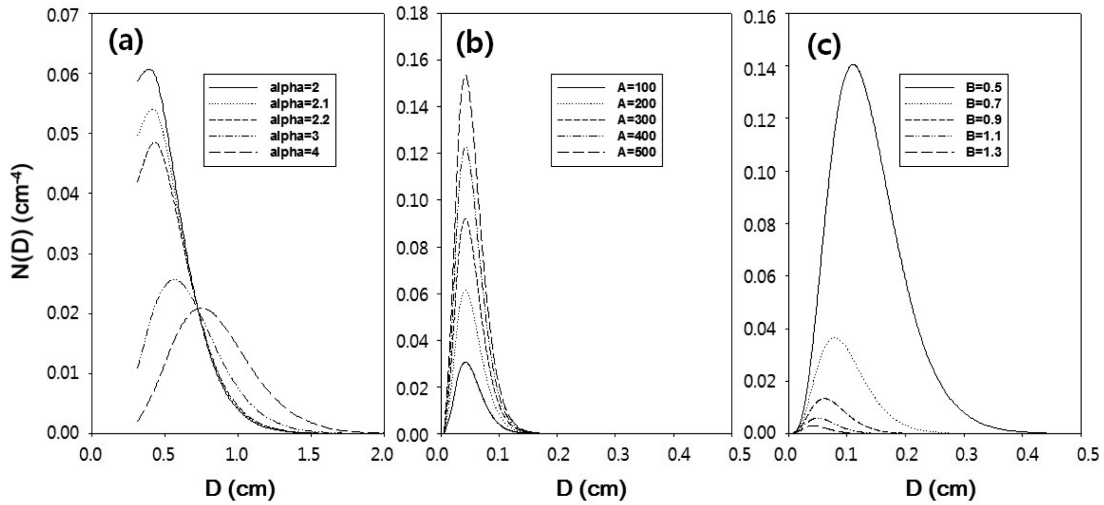 (a)
alpha=2
alpha=2.1
alpha=2.2
alpha=3
alpha=4
N(D) (cm-4)
0.07
0.06
0.05
0.04
0.03
0.02
0.01
0.00
0.0 0.5 1.0 1.5 2.0
D (cm)
(b)
A=100
A=200
A=300
A=400
A=500
0.18
0.16
0.14
0.12
0.10
0.08
0.06
0.04
0.02
0.00
0.0 0.1 0.2 0.3 0.4 0.5
D (cm)
(c)
B=0.5
B=0.7
B=0.9
B=1.1
B=1.3
0.16
0.14
0.12
0.10
0.08
0.06
0.04
0.02
0.00
0.0 0.1 0.2 0.3 0.4 0.5
D (cm)